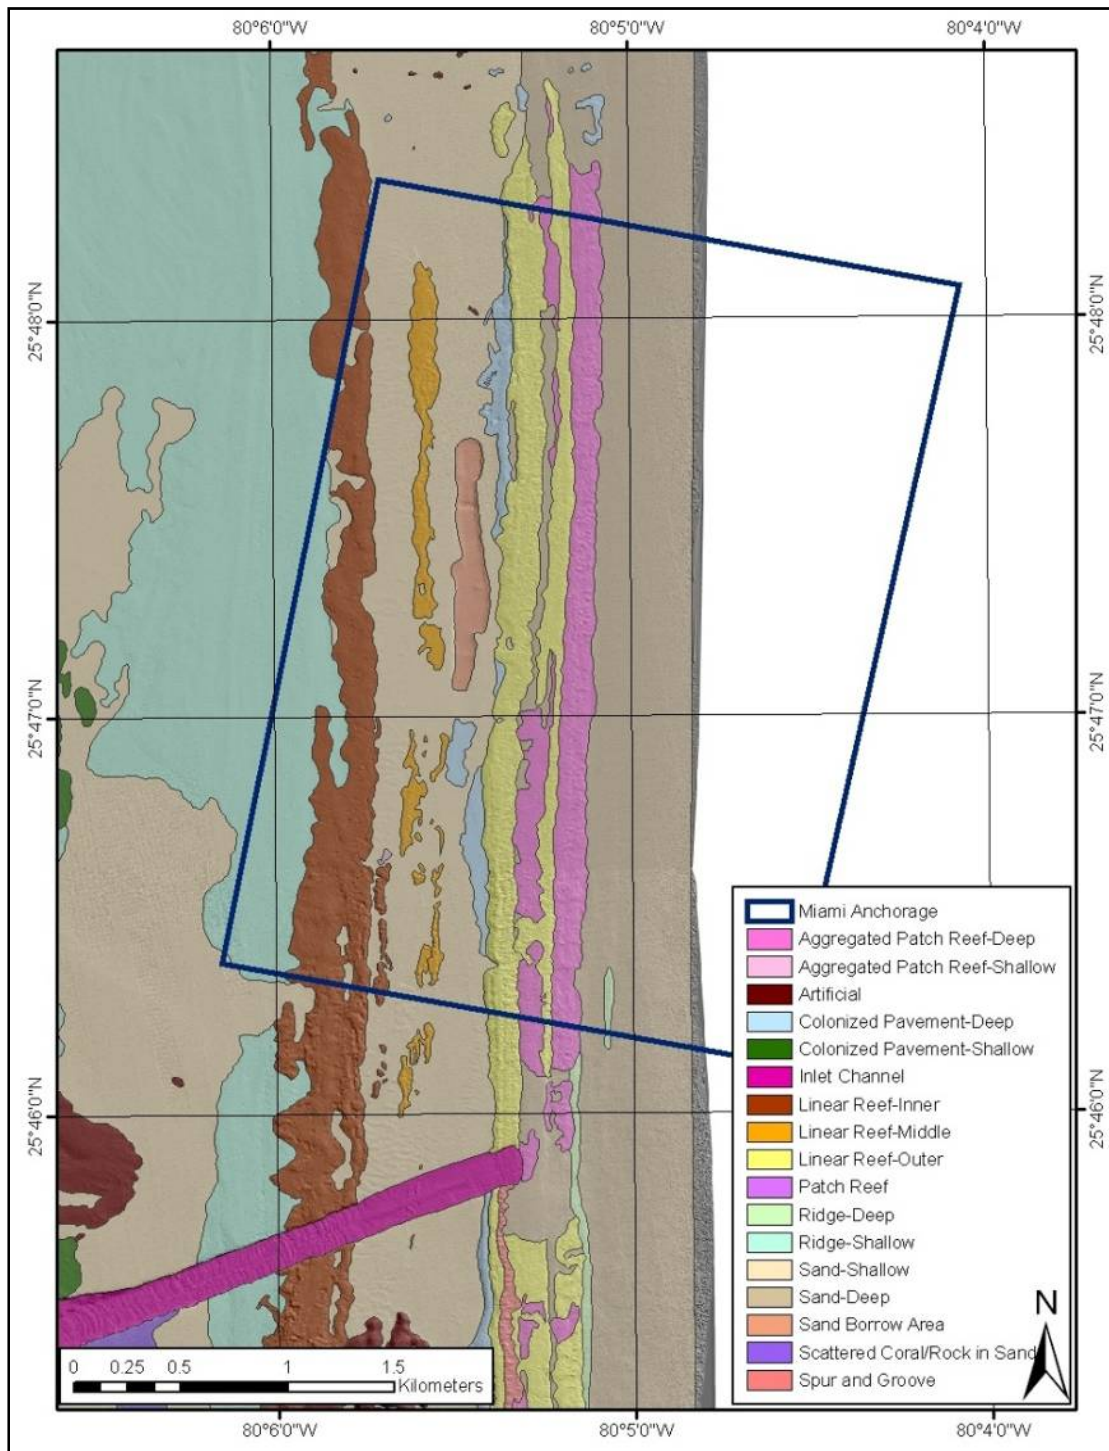 80°6'0"W 80°5'0"W 80°4'0"W
25°48'0"N 25°48'0"N
25°47'0"N 25°47'0"N
25°46'0"N 25°46'0"N
Miami Anchorage
Aggregated Patch Reef-Deep
Aggregated Patch Reef-Shallow
Artificial
Colonized Pavement-Deep
Colonized Pavement-Shallow
Inlet Channel
Linear Reef-Inner
Linear Reef-Middle
Linear Reef-Outer
Patch Reef
Ridge-Deep
Ridge-Shallow
Sand-Shallow
Sand-Deep
Sand Borrow Area
Scattered Coral/Rock in Sand
Spur and Groove
N
0 0.25 0.5 1 1.5
Kilometers
80°6'0"W 80°5'0"W 80°4'0"W